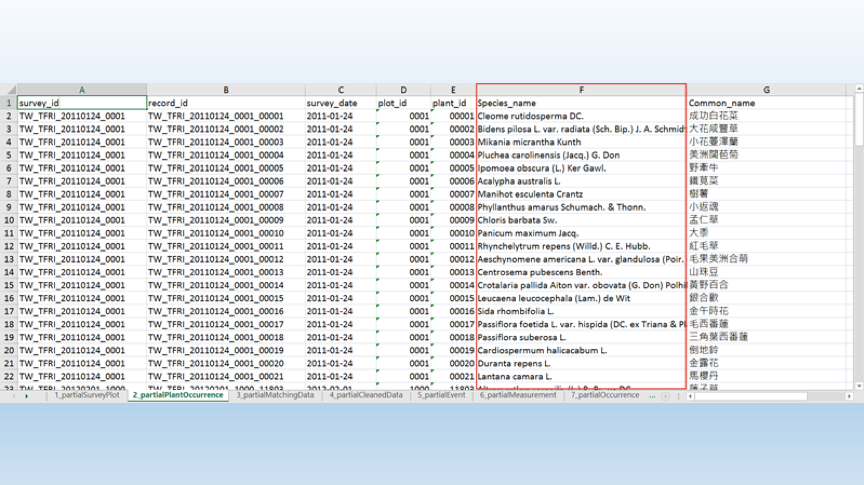 A B C D E F G
1 survey_id record_id survey_date plot_id plant_id Species_name Common_name
2 TW_TFRI_20110124_0001 TW_TFRI_20110124_0001_00001 2011-01-24 0001 00001 Cleome rutidosperma DC. 成功白花菜
3 TW_TFRI_20110124_0001 TW_TFRI_20110124_0001_00002 2011-01-24 0001 00002 Bidens pilosa L. var. radiata (Sch. Bip.) J. A. Schmidt 大花咸豐草
4 TW_TFRI_20110124_0001 TW_TFRI_20110124_0001_00003 2011-01-24 0001 00003 Mikania micrantha Kunth 小花蔓澤蘭
5 TW_TFRI_20110124_0001 TW_TFRI_20110124_0001_00004 2011-01-24 0001 00004 Pluchea carolinensis (Jacq.) G. Don 美洲闊苞菊
6 TW_TFRI_20110124_0001 TW_TFRI_20110124_0001_00005 2011-01-24 0001 00005 Ipomoea obscura (L.) Ker Gawl. 野牽牛
7 TW_TFRI_20110124_0001 TW_TFRI_20110124_0001_00006 2011-01-24 0001 00006 Acalypha australis L. 鐵莧菜
8 TW_TFRI_20110124_0001 TW_TFRI_20110124_0001_00007 2011-01-24 0001 00007 Manihot esculenta Crantz 樹薯
9 TW_TFRI_20110124_0001 TW_TFRI_20110124_0001_00008 2011-01-24 0001 00008 Phyllanthus amarus Schumach. & Thonn. 小返魂
10 TW_TFRI_20110124_0001 TW_TFRI_20110124_0001_00009 2011-01-24 0001 00009 Chloris barbata Sw. 孟仁草
11 TW_TFRI_20110124_0001 TW_TFRI_20110124_0001_00010 2011-01-24 0001 00010 Panicum maximum Jacq. 大黍
12 TW_TFRI_20110124_0001 TW_TFRI_20110124_0001_00011 2011-01-24 0001 00011 Rhynchelytrum repens (Willd.) C. E. Hubb. 紅毛草
13 TW_TFRI_20110124_0001 TW_TFRI_20110124_0001_00012 2011-01-24 0001 00012 Aeschynomene americana L. var. glandulosa (Poir. 毛果美洲合萌
14 TW_TFRI_20110124_0001 TW_TFRI_20110124_0001_00013 2011-01-24 0001 00013 Centrosema pubescens Benth. 山珠豆
15 TW_TFRI_20110124_0001 TW_TFRI_20110124_0001_00014 2011-01-24 0001 00014 Crotalaria pallida Aiton var. obovata (G. Don) Polhil 黃野百合
16 TW_TFRI_20110124_0001 TW_TFRI_20110124_0001_00015 2011-01-24 0001 00015 Leucaena leucocephala (Lam.) de Wit 銀合歡
17 TW_TFRI_20110124_0001 TW_TFRI_20110124_0001_00016 2011-01-24 0001 00016 Sida rhombifolia L. 金午時花
18 TW_TFRI_20110124_0001 TW_TFRI_20110124_0001_00017 2011-01-24 0001 00017 Passiflora foetida L. var. hispida (DC. ex Triana & Pl 毛西番蓮
19 TW_TFRI_20110124_0001 TW_TFRI_20110124_0001_00018 2011-01-24 0001 00018 Passiflora suberosa L. 三角葉西番蓮
20 TW_TFRI_20110124_0001 TW_TFRI_20110124_0001_00019 2011-01-24 0001 00019 Cardiospermum halicacabum L. 倒地鈴
21 TW_TFRI_20110124_0001 TW_TFRI_20110124_0001_00020 2011-01-24 0001 00020 Duranta repens L. 金露花
22 TW_TFRI_20110124_0001 TW_TFRI_20110124_0001_00021 2011-01-24 0001 00021 Lantana camara L. 馬櫻丹
1_partialSurveyPlot 2_partialPlantOccurrence 3_partialMatchingData 4_partialCleanedData 5_partialEvent 6_partialMeasurement 7_partialOccurrence ...